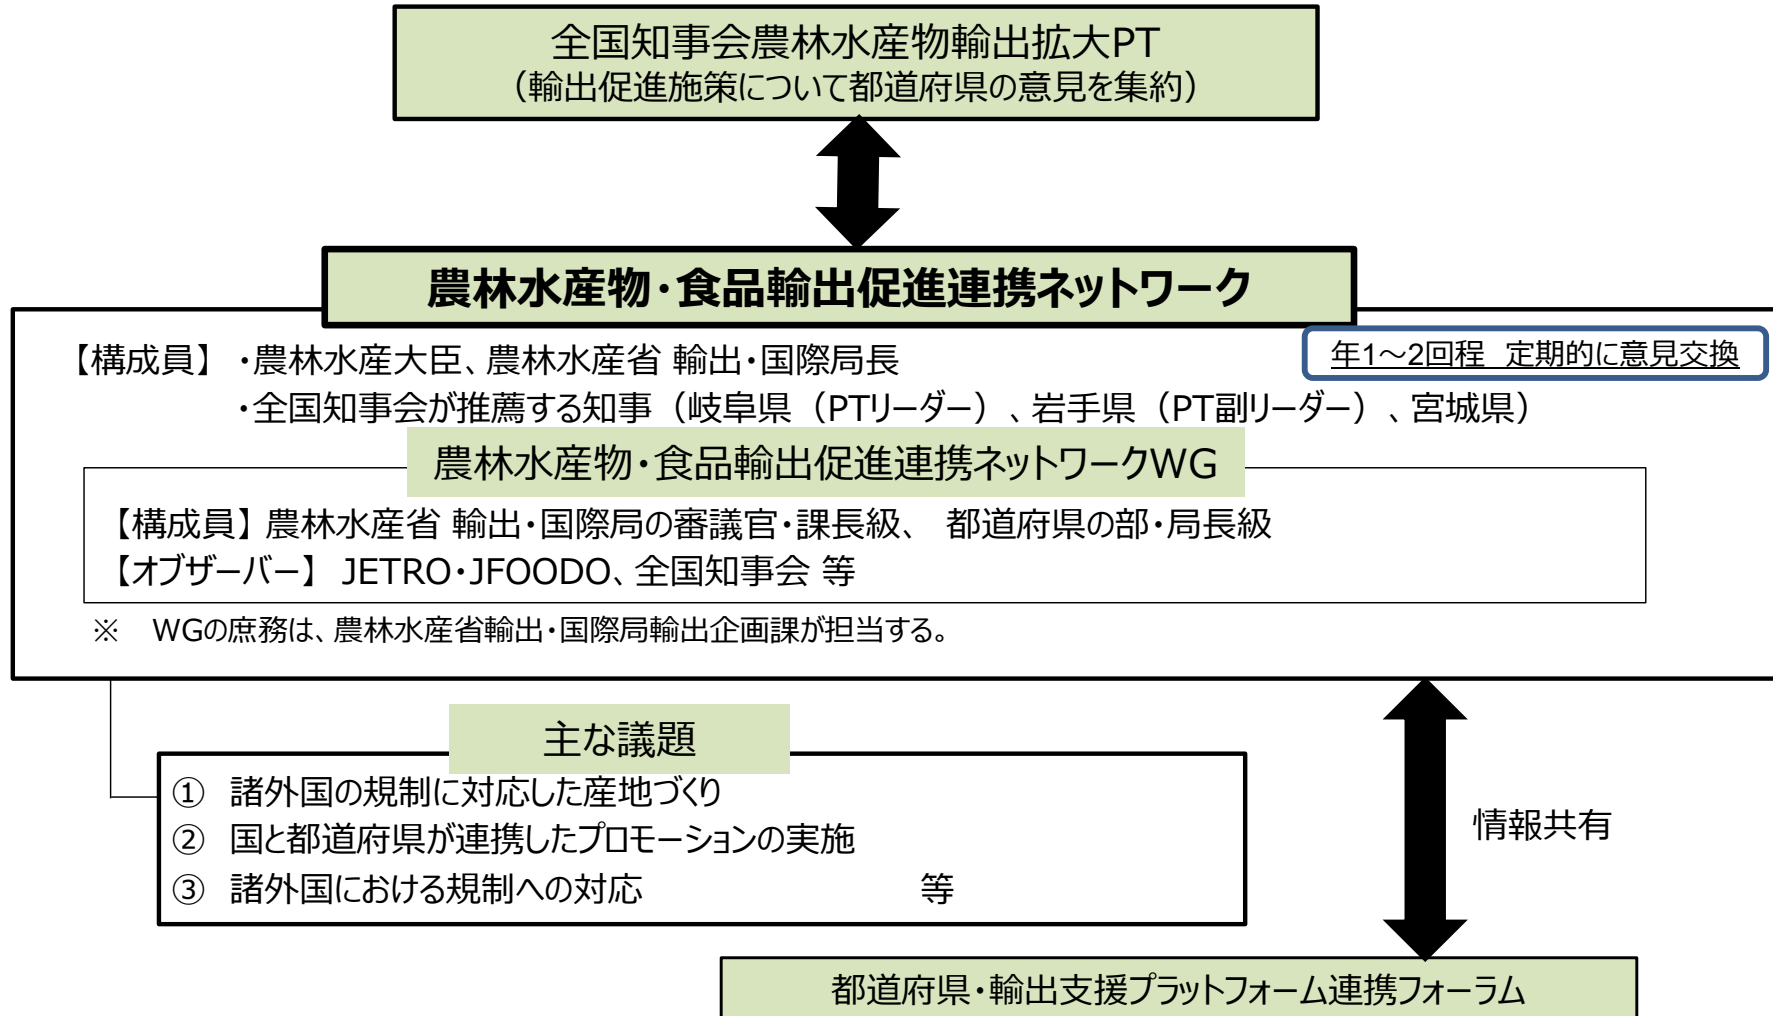 全国知事会農林水産物輸出拡大PT
（輸出促進施策について都道府県の意見を集約）
農林水産物・食品輸出促進連携ネットワーク
年1～2回程　定期的に意見交換
【構成員】・農林水産大臣、農林水産省 輸出・国際局長
・全国知事会が推薦する知事（岐阜県（PTリーダー）、岩手県（PT副リーダー）、宮城県）
農林水産物・食品輸出促進連携ネットワークWG
【構成員】農林水産省 輸出・国際局の審議官・課長級、 都道府県の部・局長級
【オブザーバー】 JETRO・JFOODO、全国知事会 等
※　WGの庶務は、農林水産省輸出・国際局輸出企画課が担当する。
主な議題
①　諸外国の規制に対応した産地づくり
②　国と都道府県が連携したプロモーションの実施
③　諸外国における規制への対応　　　　　　　等
情報共有
都道府県・輸出支援プラットフォーム連携フォーラム